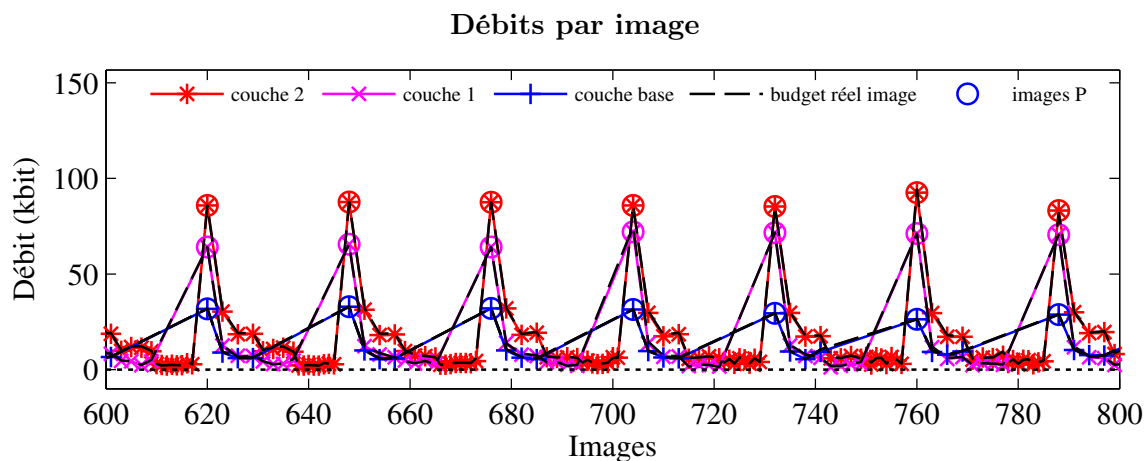 Débits par image
150
100
50
0
Débit (kbit)
couche 2
couche 1
couche base
budget réel image
images P
600 620 640 660 680 700 720 740 760 780 800
Images